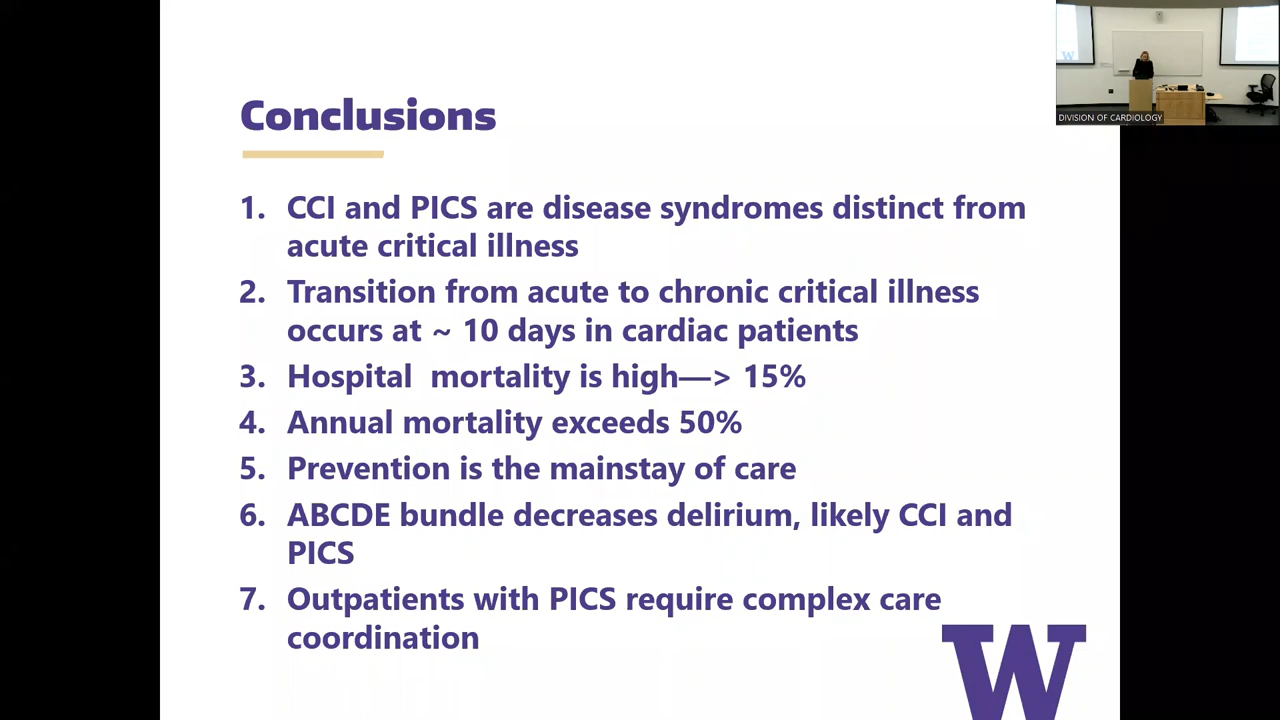 Conclusions
1. CCI and PICS are disease syndromes distinct from
acute critical illness
2. Transition from acute to chronic critical illness
occurs at ~ 10 days in cardiac patients
3. Hospital  mortality is high—> 15%
4. Annual mortality exceeds 50%
5. Prevention is the mainstay of care
6. ABCDE bundle decreases delirium, likely CCI and
PICS
7. Outpatients with PICS require complex care
coordination
W
DIVISION OF CARDIOLOGY